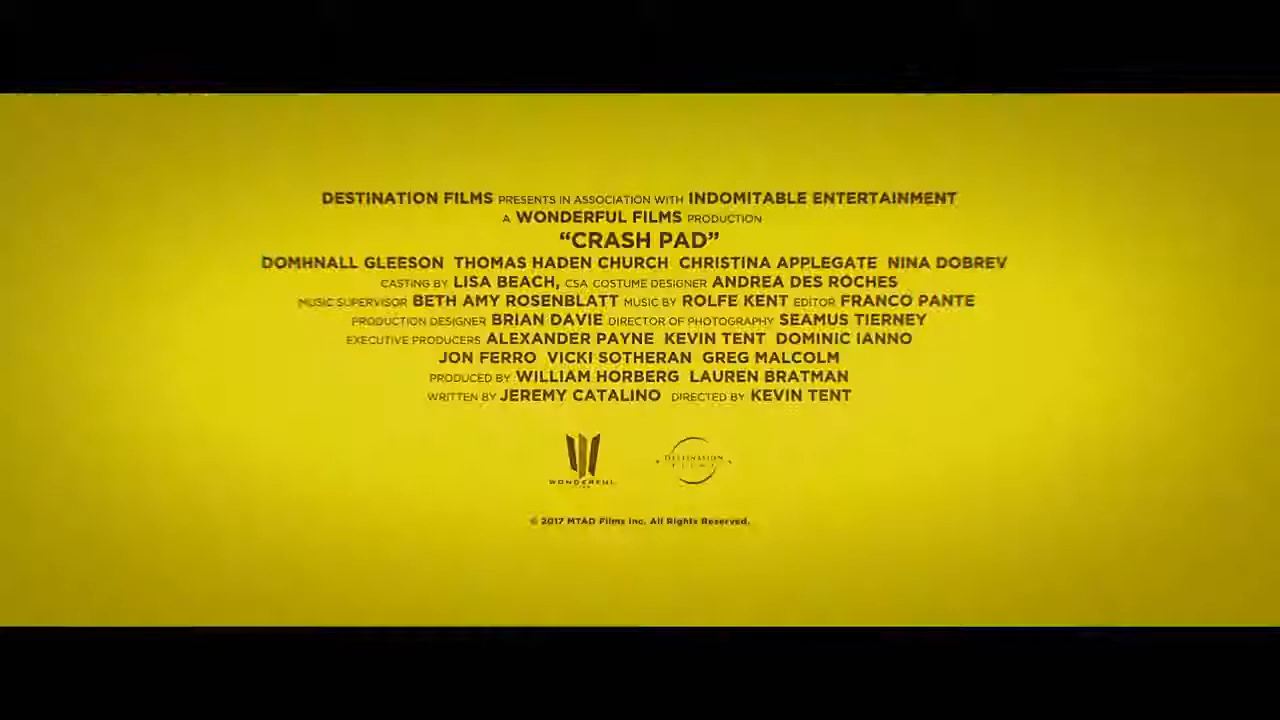 DESTINATION FILMS PRESENTS IN ASSOCIATION WITH INDOMITABLE ENTERTAINMENT
A WONDERFUL FILMS PRODUCTION
“CRASH PAD”
DOMHNALL GLEESON THOMAS HADEN CHURCH CHRISTINA APPLEGATE NINA DOBREV
CASTING BY LISA BEACH, CSA COSTUME DESIGNER ANDREA DES ROCHES
MUSIC SUPERVISOR BETH AMY ROSENBLATT MUSIC BY ROLFE KENT EDITOR FRANCO PANTE
PRODUCTION DESIGNER BRIAN DAVIE DIRECTOR OF PHOTOGRAPHY SEAMUS TIERNEY
EXECUTIVE PRODUCERS ALEXANDER PAYNE KEVIN TENT DOMINIC IANNO
JON FERRO VICKI SOTHERAN GREG MALCOLM
PRODUCED BY WILLIAM HORBERG LAUREN BRATMAN
WRITTEN BY JEREMY CATALINO DIRECTED BY KEVIN TENT
WONDERFUL
DESTINATION
FILMS
© 2017 MTAD Films Inc. All Rights Reserved.